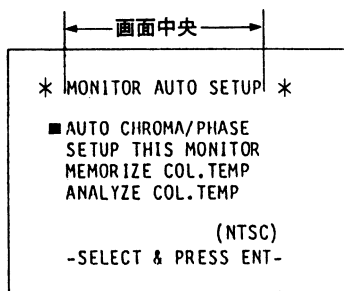 画面中央
* MONITOR AUTO SETUP *
■AUTO CHROMA/PHASE
SETUP THIS MONITOR
MEMORIZE COL.TEMP
ANALYZE COL.TEMP
(NTSC)
-SELECT & PRESS ENT-